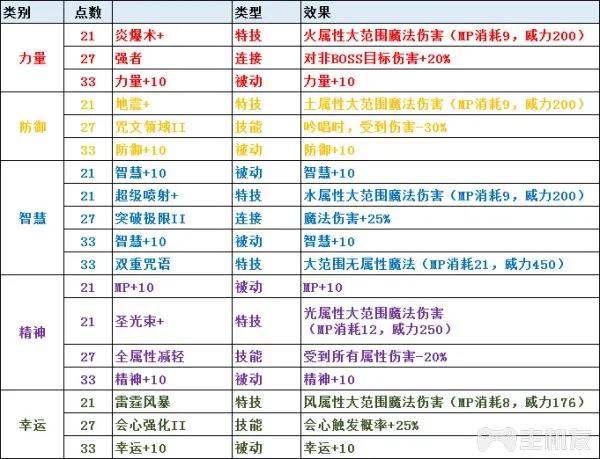 类别 点数 类型 效果
力量
21 炎爆术+ 特技 火属性大范围魔法伤害（MP消耗9，威力200）
27 强者 连接 对非BOSS目标伤害+20%
33 力量+10 被动 力量+10
防御
21 地震+ 特技 土属性大范围魔法伤害（MP消耗9，威力200）
27 咒文领域II 技能 吟唱时，受到伤害-30%
33 防御+10 被动 防御+10
智慧
21 智慧+10 被动 智慧+10
21 超级喷射+ 特技 水属性大范围魔法伤害（MP消耗9，威力200）
27 突破极限II 连接 魔法伤害+25%
33 智慧+10 被动 智慧+10
33 双重咒语 特技 大范围无属性魔法（MP消耗21，威力450）
精神
21 MP+10 被动 MP+10
21 圣光束+ 特技 光属性大范围魔法伤害
（MP消耗12，威力250）
27 全属性减轻 技能 受到所有属性伤害-20%
33 精神+10 被动 精神+10
幸运
21 雷霆风暴 特技 风属性大范围魔法伤害（MP消耗8，威力176）
27 会心强化II 技能 会心触发概率+25%
33 幸运+10 被动 幸运+10
主机友